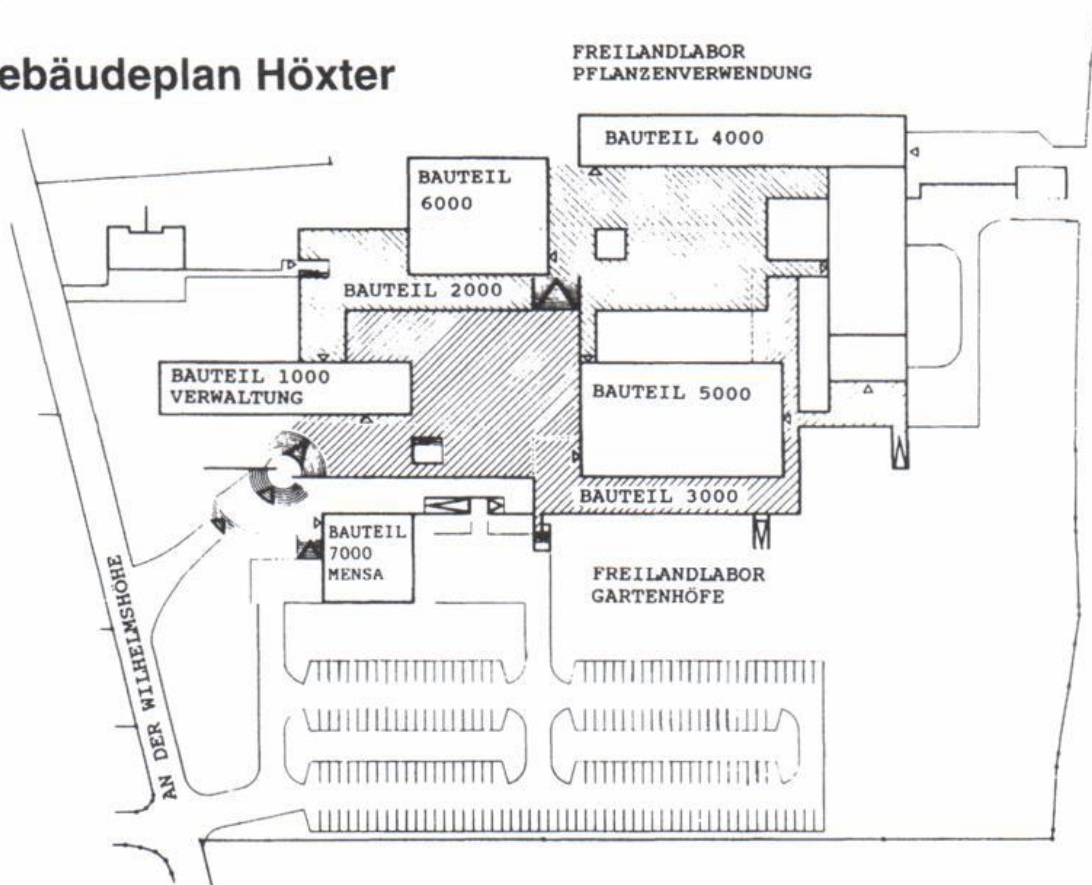 ebäudeplan Höxter
FREILANDLABOR
PFLANZENVERWENDUNG
BAUTEIL 4000
BAUTEIL
6000
BAUTEIL 2000
BAUTEIL 1000
VERWALTUNG
BAUTEIL 5000
BAUTEIL 3000
BAUTEIL
7000
MENSA
FREILANDLABOR
GARTENHÖFE
AN DER WILHELMSHÖHE